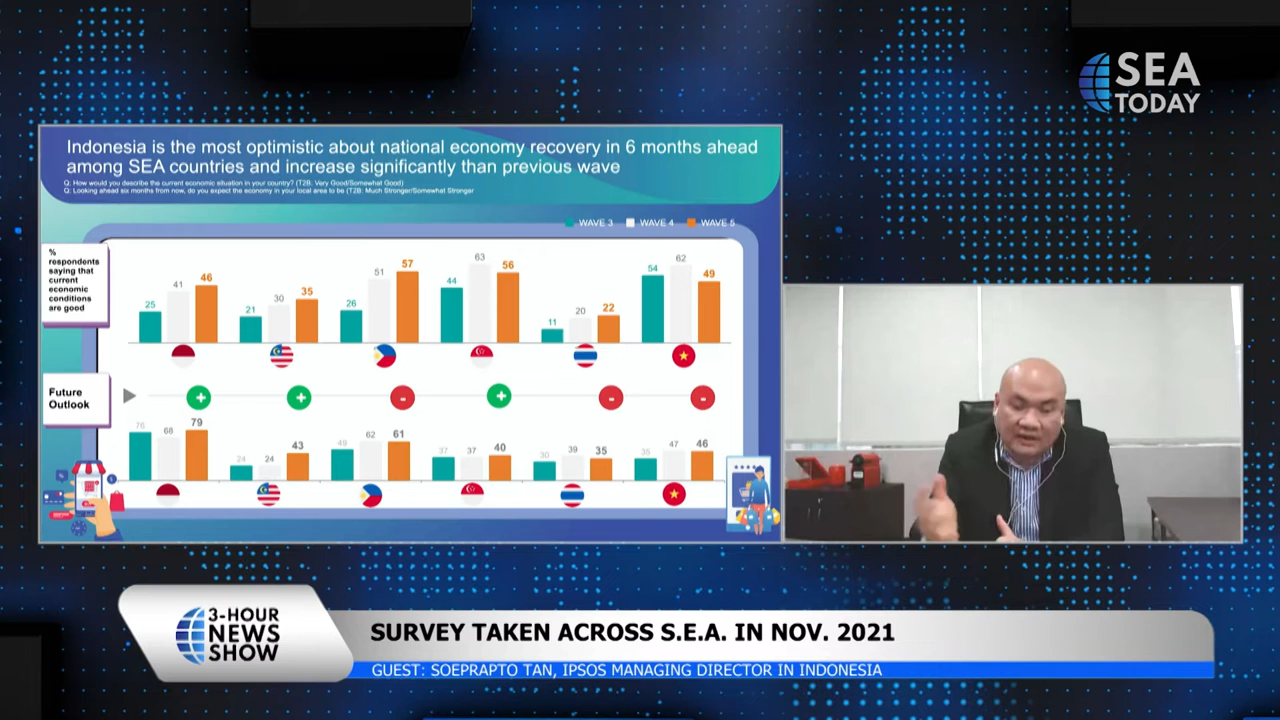 SEA
TODAY
Indonesia is the most optimistic about national economy recovery in 6 months ahead
among SEA countries and increase significantly than previous wave
Q: How would you describe the current economic situation in your country? (T2B: Very Good/Somewhat Good)
Q: Looking ahead six months from now, do you expect the economy in your local area to be (T2B: Much Stronger/Somewhat Stronger
WAVE 3 WAVE 4 WAVE 5
%
respondents
saying that
current
economic
conditions
are good
25 41 46 21 30 35 26 51 57 44 63 56 11 20 22 54 62 49
Future
Outlook
+ + - + - -
76 68 79 24 24 43 49 62 61 37 37 40 30 39 35 35 47 46
3-HOUR
NEWS
SHOW
SURVEY TAKEN ACROSS S.E.A. IN NOV. 2021
GUEST: SOEPRAPTO TAN, IPSOS MANAGING DIRECTOR IN INDONESIA